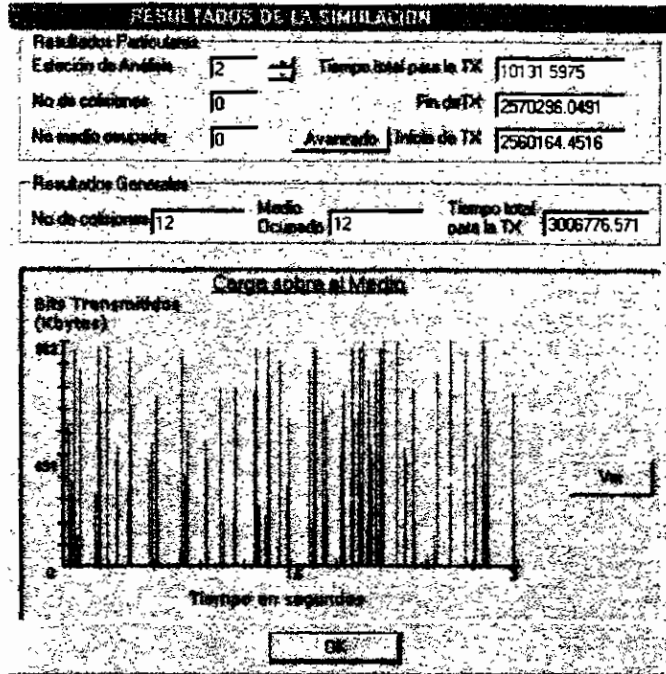 RESULTADOS DE LA SIMULACION
Resultados Particulares
Estación de Análisis 2 Tiempo total para la TX 10131.5975
No de colisiones 0 Fin de TX 2570296.0491
No medio ocupado 0 Avanzado Inicio de TX 2560164.4516
Resultados Generales
No de colisiones 12 Medio Ocupado 12 Tiempo total para la TX 3006776.571
Carga sobre el Medio
Bits Transmitidos
(Kbytes)
0
Tiempo en segundos
Ver
OK